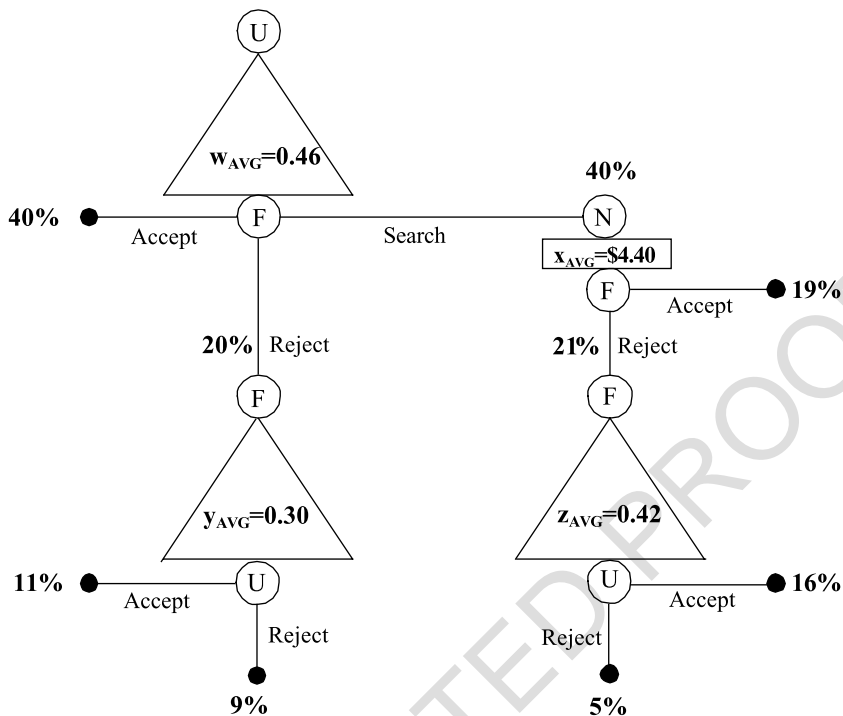 U
w_AVG=0.46
40%
40%
F
N
Accept
Search
x_AVG=$4.40
F
19%
Accept
20%
Reject
21%
Reject
F
F
y_AVG=0.30
z_AVG=0.42
11%
U
U
16%
Accept
Accept
Reject
Reject
9%
5%